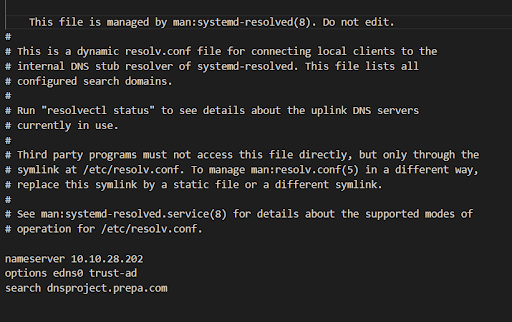 This file is managed by man:systemd-resolved(8). Do not edit.
#
# This is a dynamic resolv.conf file for connecting local clients to the
# internal DNS stub resolver of systemd-resolved. This file lists all
# configured search domains.
#
# Run "resolvectl status" to see details about the uplink DNS servers
# currently in use.
#
# Third party programs must not access this file directly, but only through the
# symlink at /etc/resolv.conf. To manage man:resolv.conf(5) in a different way,
# replace this symlink by a static file or a different symlink.
#
# See man:systemd-resolved.service(8) for details about the supported modes of
# operation for /etc/resolv.conf.

nameserver 10.10.28.202
options edns0 trust-ad
search dnsproject.prepa.com